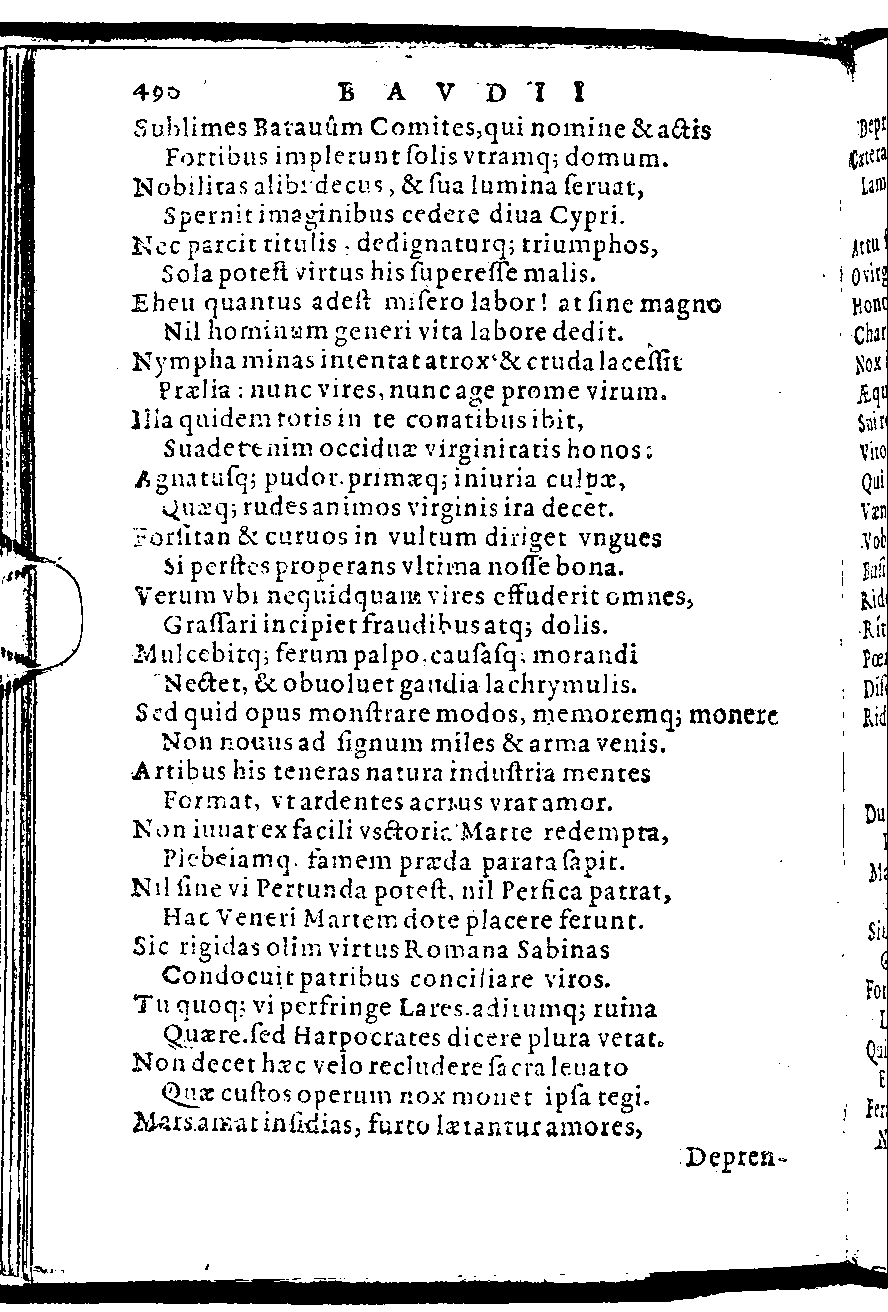 490 BAVDII
Sublimes Batauûm Comites, qui nomine & actis
Fortibus implerunt ſolis vtramq; domum.
Nobilitas alibi decus, & ſua lumina ſeruat,
Spernit imaginibus cedere diua Cypri.
Nec parcit titulis, dedignaturq; triumphos,
Sola poteſt virtus his ſupereſſe malis.
Eheu quantus adeſt miſero labor! at ſine magno
Nil hominum generi vita labore dedit.
Nympha minas intentat atrox & cruda laceſſit
Prælia: nunc vires, nunc age prome virum.
Illa quidem totis in te conatibus ibit,
Suadet enim occiduæ virginitatis honos:
Agnatuſq; pudor, primæq; iniuria culpæ,
Quæq; rudes animos virginis ira decet.
Forſitan & curuos in vultum diriget vngues
Si perſtes properans vltima noſſe bona.
Verum vbi nequidquam vires effuderit omnes,
Graſſari incipiet fraudibus atq; dolis.
Mulcebitq; ferum palpo, cauſaſq; morandi
Nectet, & obuoluet gaudia lachrymulis.
Sed quid opus monſtrare modos, memoremq; monere
Non nouus ad ſignum miles & arma venis.
Artibus his teneras natura induſtria mentes
Format, vt ardentes acrius vrat amor.
Non iuuat ex facili Marte redempta,
Plebeiamq. famem præda parata ſapit.
Nil ſine vi Pertunda poteſt, nil Perfica patrat,
Hac Veneri Martem dote placere ferunt.
Sic rigidas olim virtus Romana Sabinas
Condocuit patribus conciliare viros.
Tu quoq; vi perfringe Lares, aditumq; ruina
Quære. ſed Harpocrates dicere plura vetat.
Non decet hæc velo recludere ſacra leuato
Quæ cuſtos operum nox monet ipſa tegi.
Mars amat inſidias, furto lætantur amores,
Depren-